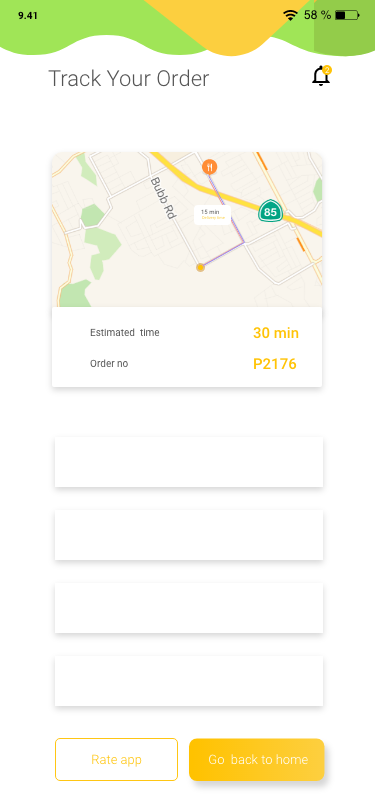 9.41
58 %
Track Your Order
Bubb Rd
15 min
85
Estimated time
30 min
Order no
P2176
Rate app
Go back to home